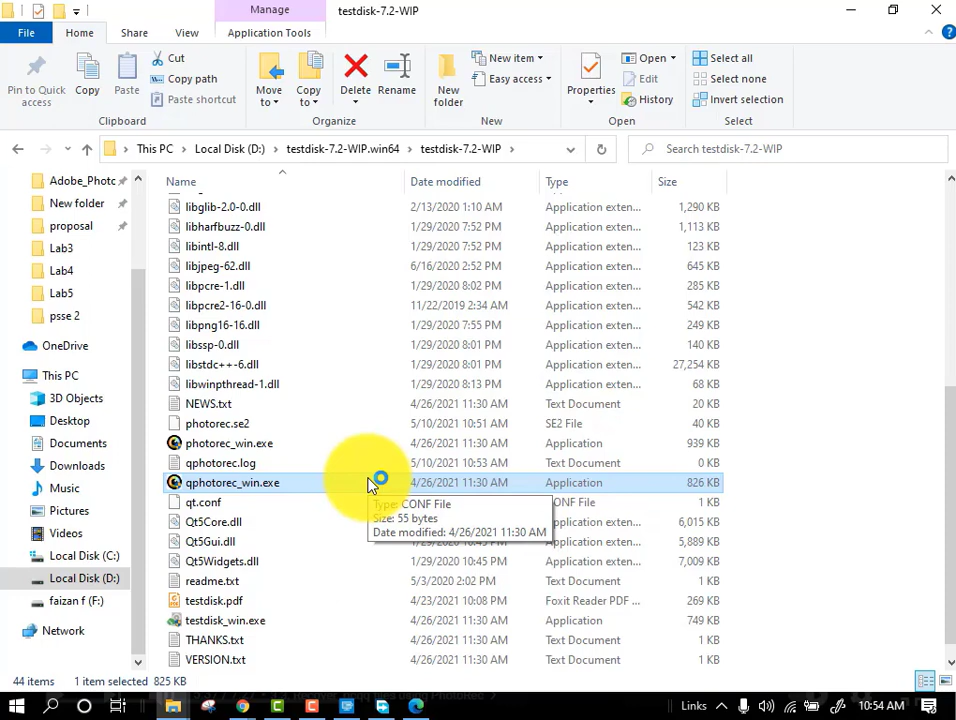 Manage
testdisk-7.2-WIP
File
Home
Share
View
Application Tools
Pin to Quick access
Copy
Paste
Cut
Copy path
Paste shortcut
Clipboard
Move to
Copy to
Delete
Rename
Organize
New folder
New item
Easy access
New
Properties
Open
Edit
History
Open
Select all
Select none
Invert selection
Select
This PC > Local Disk (D:) > testdisk-7.2-WIP.win64 > testdisk-7.2-WIP >
Search testdisk-7.2-WIP
Adobe_Photc
New folder
proposal
Lab3
Lab4
Lab5
psse 2
OneDrive
This PC
3D Objects
Desktop
Documents
Downloads
Music
Pictures
Videos
Local Disk (C:)
Local Disk (D:)
faizan f (F:)
Network
Name Date modified Type Size
libglib-2.0-0.dll 2/13/2020 1:10 AM Application exten... 1,290 KB
libharfbuzz-0.dll 1/29/2020 7:52 PM Application exten... 1,113 KB
libintl-8.dll 1/29/2020 7:52 PM Application exten... 123 KB
libjpeg-62.dll 6/16/2020 2:52 PM Application exten... 645 KB
libpcre-1.dll 1/29/2020 8:02 PM Application exten... 285 KB
libpcre2-16-0.dll 11/22/2019 2:34 AM Application exten... 542 KB
libpng16-16.dll 1/29/2020 7:55 PM Application exten... 249 KB
libssp-0.dll 1/29/2020 8:01 PM Application exten... 140 KB
libstdc++-6.dll 1/29/2020 8:01 PM Application exten... 27,254 KB
libwinpthread-1.dll 1/29/2020 8:13 PM Application exten... 68 KB
NEWS.txt 4/26/2021 11:30 AM Text Document 20 KB
photorec.se2 5/10/2021 10:51 AM SE2 File 40 KB
photorec_win.exe 4/26/2021 11:30 AM Application 939 KB
qphotorec.log 5/10/2021 10:53 AM Text Document 0 KB
qphotorec_win.exe 4/26/2021 11:30 AM Application 826 KB
qt.conf CONF File 1 KB
Type: CONF File
Size: 55 bytes
Date modified: 4/26/2021 11:30 AM
Qt5Core.dll Application exten... 6,015 KB
Qt5Gui.dll 1/29/2020 10:45 PM Application exten... 5,889 KB
Qt5Widgets.dll 1/29/2020 10:45 PM Application exten... 7,009 KB
readme.txt 5/3/2020 2:02 PM Text Document 1 KB
testdisk.pdf 4/23/2021 10:08 PM Foxit Reader PDF ... 269 KB
testdisk_win.exe 4/26/2021 11:30 AM Application 749 KB
THANKS.txt 4/26/2021 11:30 AM Text Document 1 KB
VERSION.txt 4/26/2021 11:30 AM Text Document 1 KB
44 items
1 item selected 825 KB
Links
10:54 AM